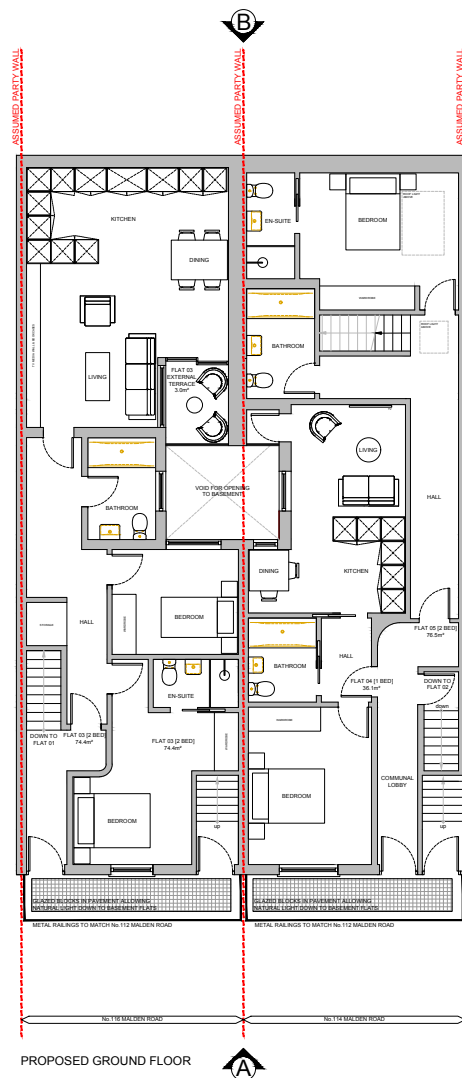 B
ASSUMED PARTY WALL
ASSUMED PARTY WALL
ASSUMED PARTY WALL
KITCHEN
DINING
LIVING
FLAT 03
EXTERNAL
TERRACE
3.0m²
EN-SUITE
BEDROOM
BATHROOM
BATHROOM
VOID FOR OPENING
TO BASEMENT
LIVING
HALL
DINING
KITCHEN
BEDROOM
HALL
EN-SUITE
BATHROOM
HALL
FLAT 05 [2 BED]
76.5m²
FLAT 04 [1 BED]
36.1m²
DOWN TO
FLAT 02
down
DOWN TO
FLAT 01
FLAT 03 [2 BED]
74.4m²
FLAT 03 [2 BED]
74.4m²
BEDROOM
up
BEDROOM
COMMUNAL
LOBBY
up
GLAZED BLOCKS IN PAVEMENT ALLOWING
NATURAL LIGHT DOWN TO BASEMENT FLATS
GLAZED BLOCKS IN PAVEMENT ALLOWING
NATURAL LIGHT DOWN TO BASEMENT FLATS
METAL RAILINGS TO MATCH No.112 MALDEN ROAD
METAL RAILINGS TO MATCH No.112 MALDEN ROAD
No.116 MALDEN ROAD
No.114 MALDEN ROAD
PROPOSED GROUND FLOOR
A